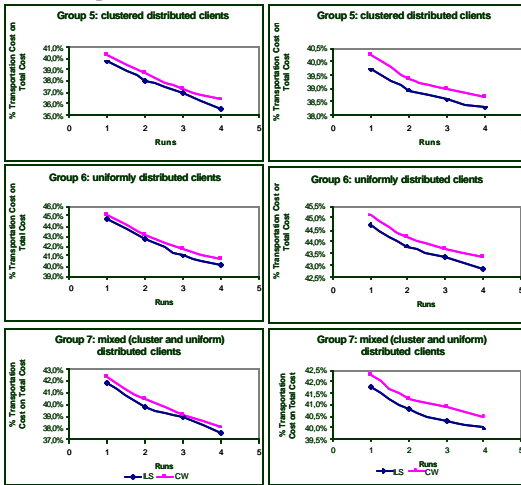 Group 5: clustered distributed clients
% Transportation Cost on
Total Cost
41,0%
40,0%
39,0%
38,0%
37,0%
36,0%
35,0%
0 1 2 3 4 5
Runs
Group 5: clustered distributed clients
% Transportation Cost on
Total Cost
40,5%
40,0%
39,5%
39,0%
38,5%
38,0%
0 1 2 3 4 5
Runs
Group 6: uniformly distributed clients
% Transportation Cost on
Total Cost
46,0%
45,0%
44,0%
43,0%
42,0%
41,0%
40,0%
39,0%
0 1 2 3 4 5
Runs
Group 6: uniformly distributed clients
% Transportation Cost or
Total Cost
45,5%
45,0%
44,5%
44,0%
43,5%
43,0%
42,5%
0 1 2 3 4 5
Runs
Group 7: mixed (cluster and uniform)
distributed clients
%
Transportation
Cost on Total Cost
43,0%
42,0%
41,0%
40,0%
39,0%
38,0%
37,0%
0 1 2 3 4 5
Runs
ILS CW
Group 7: mixed (cluster and uniform)
distributed clients
% Transportation
Cost on Total Cost
42,5%
42,0%
41,5%
41,0%
40,5%
40,0%
39,5%
0 1 2 3 4 5
Runs
ILS CW